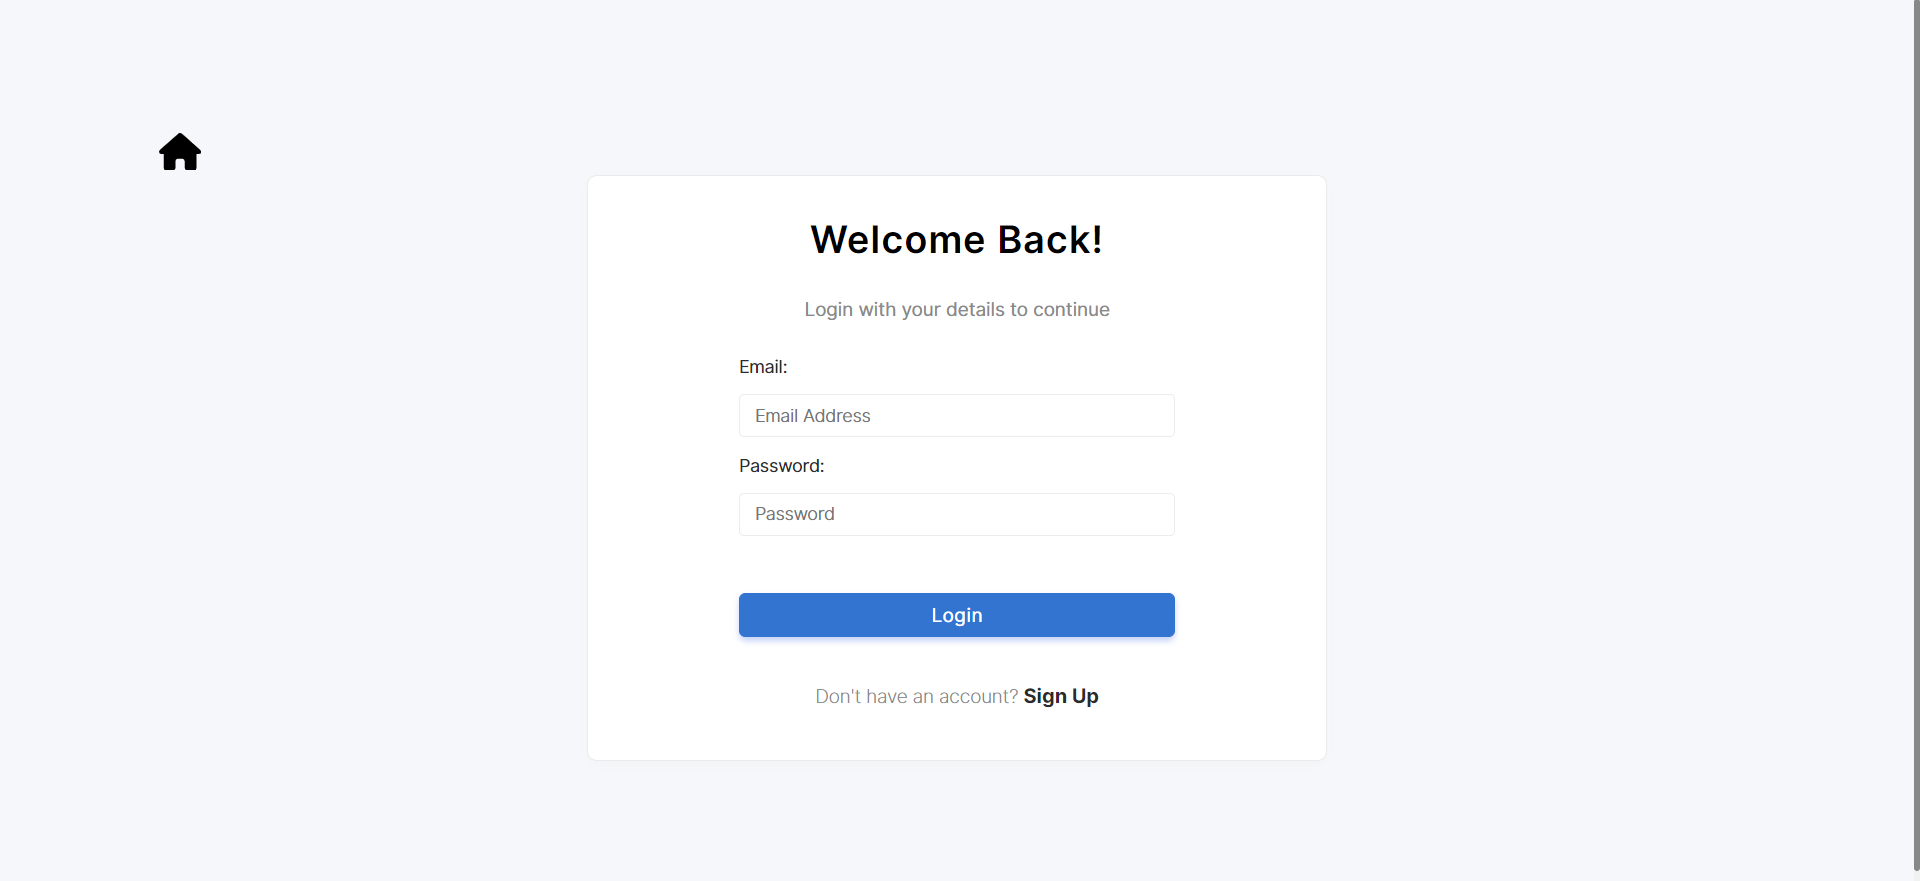 Welcome Back!
Login with your details to continue
Email:
Email Address
Password:
Password
Login
Don't have an account? Sign Up